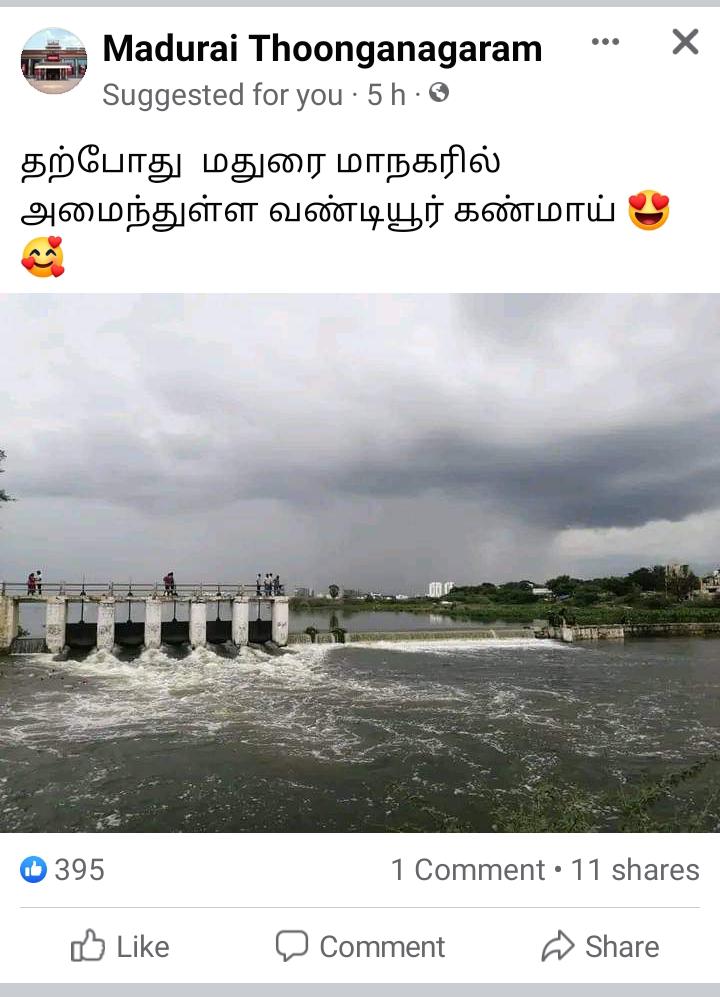 Madurai Thoonganagaram
Suggested for you · 5 h ·
தற்போது மதுரை மாநகரில்
அமைந்துள்ள வண்டியூர் கண்மாய் 😍
🥰
395
1 Comment • 11 shares
Like
Comment
Share